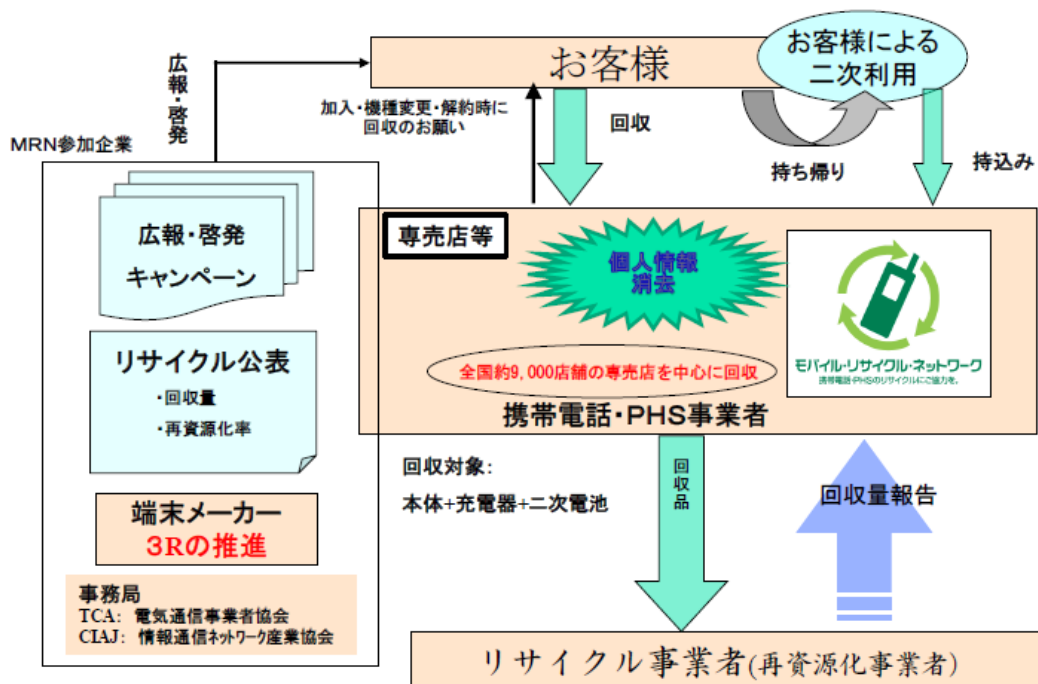 お客様
お客様による
二次利用
広報・啓発
加入・機種変更・解約時に
回収のお願い
回収
持ち帰り
持込み
MRN参加企業
広報・啓発
キャンペーン
リサイクル公表
・回収量
・再資源化率
端末メーカー
3Rの推進
事務局
TCA: 電気通信事業者協会
CIAJ: 情報通信ネットワーク産業協会
専売店等
個人情報
消去
全国約9,000店舗の専売店を中心に回収
携帯電話・PHS事業者
モバイル・リサイクル・ネットワーク
携帯電話・PHSのリサイクルにご協力を。
回収対象:
本体+充電器+二次電池
回収品
回収量報告
リサイクル事業者(再資源化事業者)